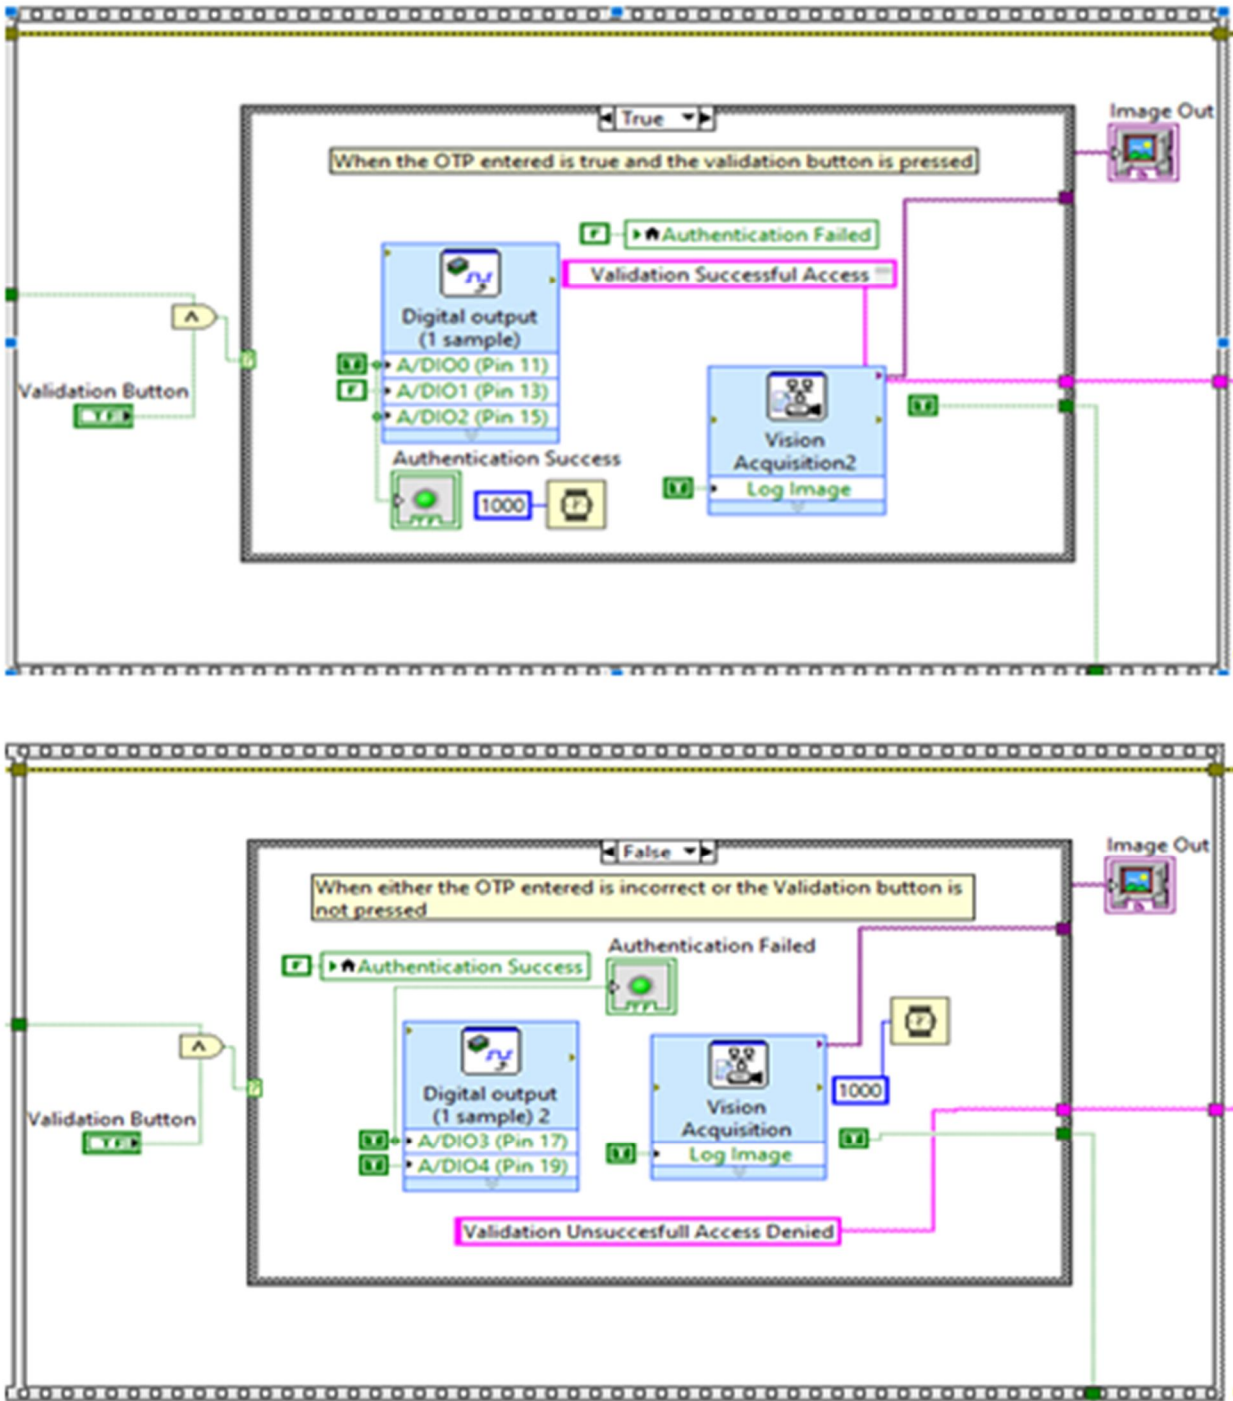 True
Image Out
When the OTP entered is true and the validation button is pressed
F
Authentication Failed
Validation Successful Access
Digital output
(1 sample)
T
A/DIO0 (Pin 11)
F
A/DIO1 (Pin 13)
A/DIO2 (Pin 15)
Validation Button
TF
Vision
Acquisition2
T
T
Log Image
Authentication Success
TF
1000
False
Image Out
When either the OTP entered is incorrect or the Validation button is
not pressed
Authentication Failed
F
Authentication Success
TF
Digital output
(1 sample) 2
T
A/DIO3 (Pin 17)
T
A/DIO4 (Pin 19)
Validation Button
TF
Vision
Acquisition
T
Log Image
1000
T
Validation Unsuccesfull Access Denied